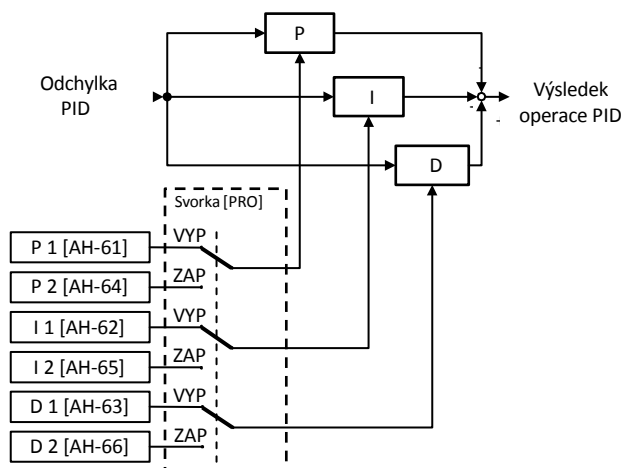 P
Odchylka
PID
I
Výsledek
operace PID
D
Svorka [PRO]
P 1 [AH-61]
VYP
P 2 [AH-64]
ZAP
I 1 [AH-62]
VYP
I 2 [AH-65]
ZAP
D 1 [AH-63]
VYP
D 2 [AH-66]
ZAP